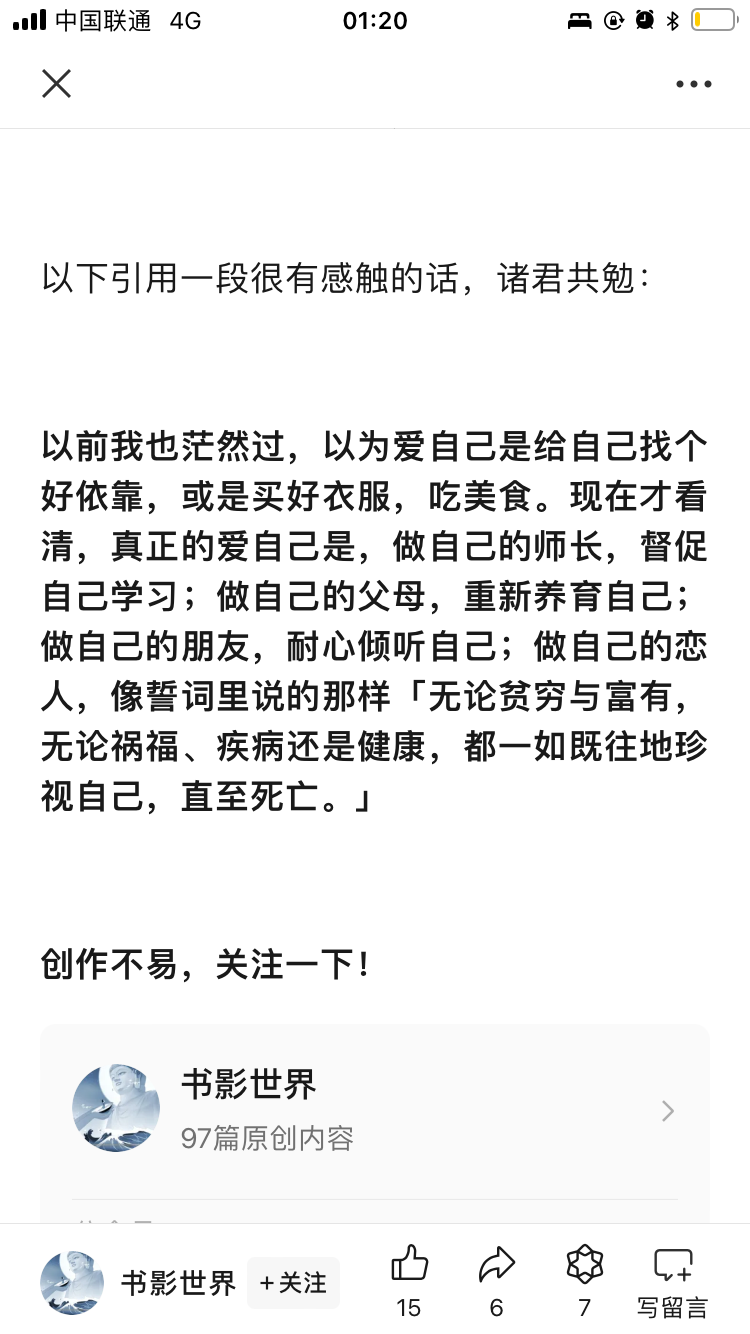 中国联通 4G 01:20
以下引用一段很有感触的话，诸君共勉：
以前我也茫然过，以为爱自己是给自己找个
好依靠，或是买好衣服，吃美食。现在才看
清，真正的爱自己是，做自己的师长，督促
自己学习；做自己的父母，重新养育自己；
做自己的朋友，耐心倾听自己；做自己的恋
人，像誓词里说的那样「无论贫穷与富有，
无论祸福、疾病还是健康，都一如既往地珍
视自己，直至死亡。」
创作不易，关注一下！
书影世界
97篇原创内容
书影世界 +关注
15 6 7 写留言